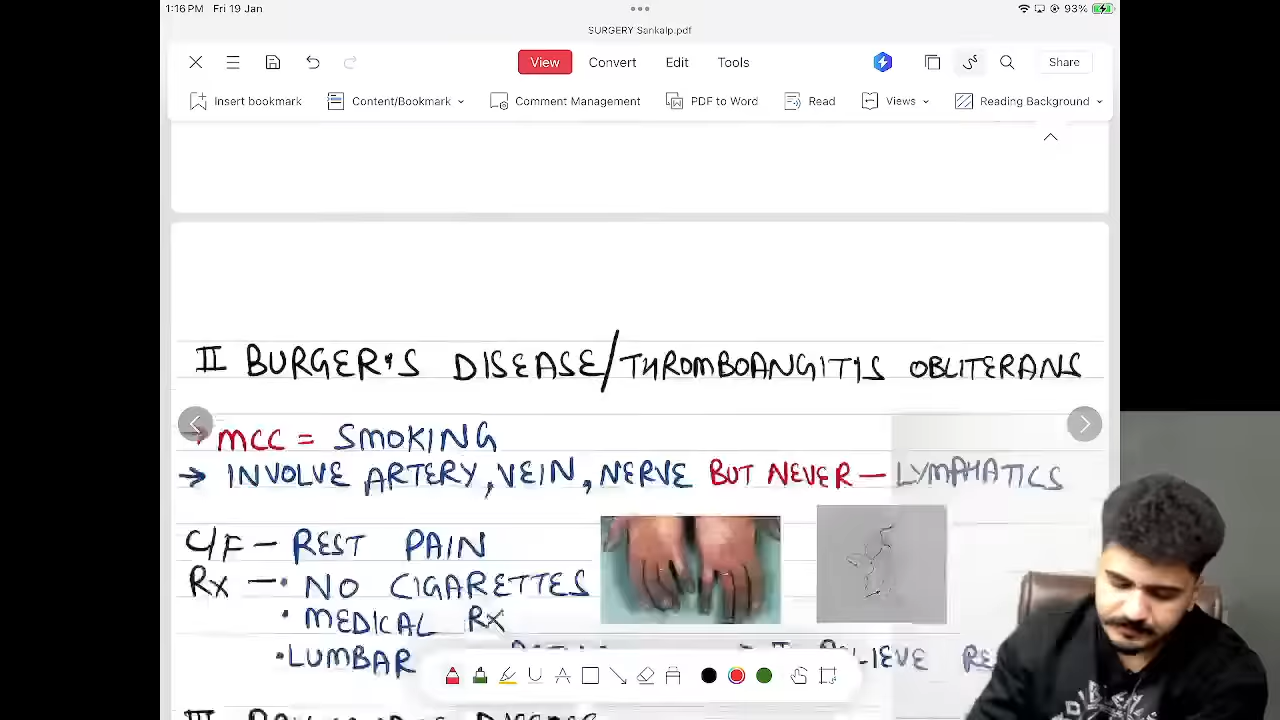 1:16 PM Fri 19 Jan
93%
SURGERY Sankalp.pdf
View Convert Edit Tools
Share
Insert bookmark Content/Bookmark Comment Management PDF to Word Read Views Reading Background
II BURGER'S DISEASE/THROMBOANGITIS OBLITERANS
→ MCC = SMOKING
→ INVOLVE ARTERY, VEIN, NERVE BUT NEVER — LYMPHATICS
C/F — REST PAIN
Rx — • NO CIGARETTES
• MEDICAL Rx
• LUMBAR
III DISEASE